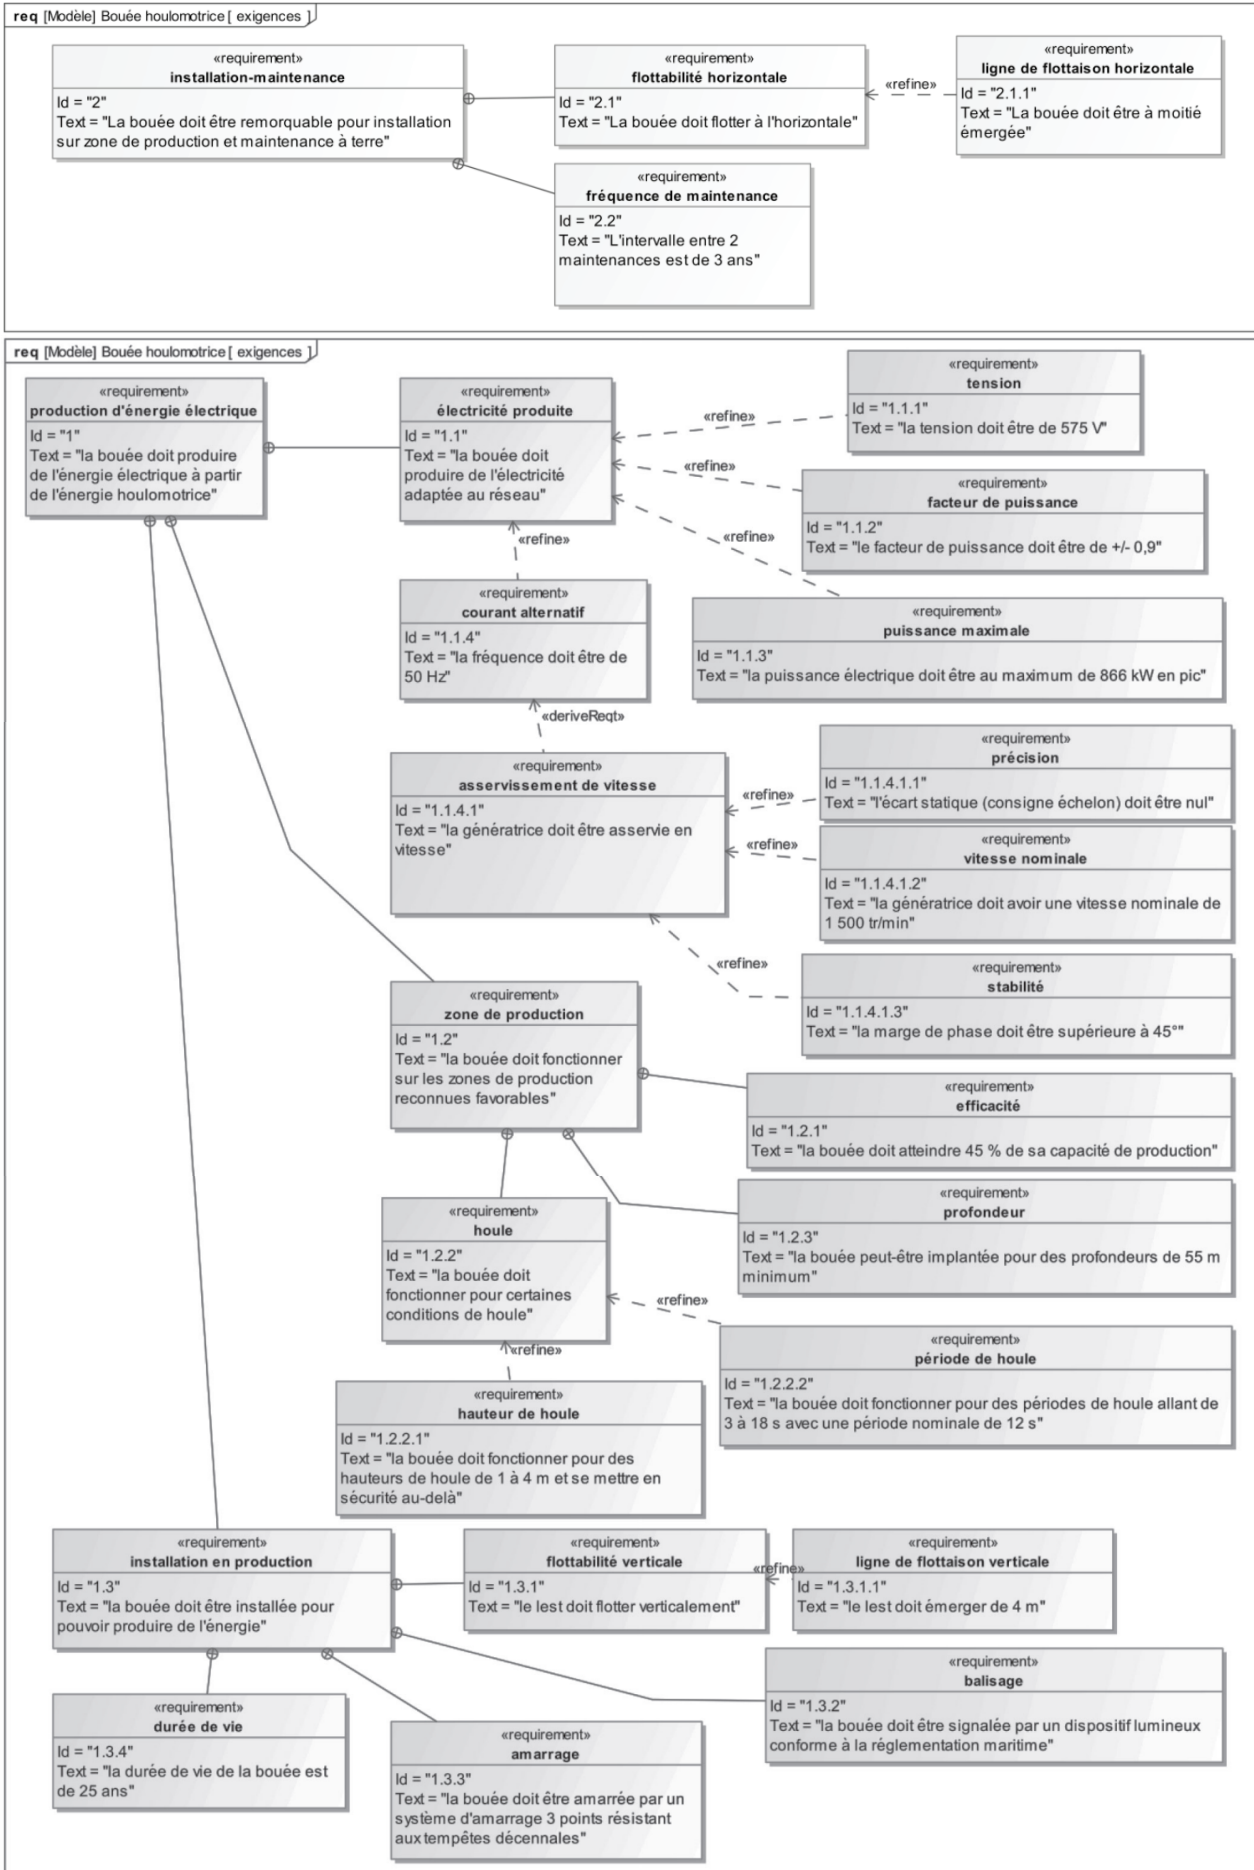 req [Modèle] Bouée houlomotrice [ exigences ]
«requirement»
installation-maintenance
Id = "2"
Text = "La bouée doit être remorquable pour installation
sur zone de production et maintenance à terre"
«requirement»
flottabilité horizontale
Id = "2.1"
Text = "La bouée doit flotter à l'horizontale"
«refine»
«requirement»
ligne de flottaison horizontale
Id = "2.1.1"
Text = "La bouée doit être à moitié
émergée"
«requirement»
fréquence de maintenance
Id = "2.2"
Text = "L'intervalle entre 2
maintenances est de 3 ans"
req [Modèle] Bouée houlomotrice [ exigences ]
«requirement»
production d'énergie électrique
Id = "1"
Text = "la bouée doit produire
de l'énergie électrique à partir
de l'énergie houlomotrice"
«requirement»
électricité produite
Id = "1.1"
Text = "la bouée doit
produire de l'électricité
adaptée au réseau"
«refine»
«requirement»
tension
Id = "1.1.1"
Text = "la tension doit être de 575 V"
«refine»
«requirement»
facteur de puissance
Id = "1.1.2"
Text = "le facteur de puissance doit être de +/- 0,9"
«refine»
«requirement»
puissance maximale
Id = "1.1.3"
Text = "la puissance électrique doit être au maximum de 866 kW en pic"
«refine»
«requirement»
courant alternatif
Id = "1.1.4"
Text = "la fréquence doit être de
50 Hz"
«deriveReqt»
«requirement»
asservissement de vitesse
Id = "1.1.4.1"
Text = "la génératrice doit être asservie en
vitesse"
«refine»
«requirement»
précision
Id = "1.1.4.1.1"
Text = "l'écart statique (consigne échelon) doit être nul"
«refine»
«requirement»
vitesse nominale
Id = "1.1.4.1.2"
Text = "la génératrice doit avoir une vitesse nominale de
1 500 tr/min"
«refine»
«requirement»
stabilité
Id = "1.1.4.1.3"
Text = "la marge de phase doit être supérieure à 45°"
«requirement»
zone de production
Id = "1.2"
Text = "la bouée doit fonctionner
sur les zones de production
reconnues favorables"
«requirement»
efficacité
Id = "1.2.1"
Text = "la bouée doit atteindre 45 % de sa capacité de production"
«requirement»
profondeur
Id = "1.2.3"
Text = "la bouée peut-être implantée pour des profondeurs de 55 m
minimum"
«requirement»
houle
Id = "1.2.2"
Text = "la bouée doit
fonctionner pour certaines
conditions de houle"
«refine»
«requirement»
période de houle
Id = "1.2.2.2"
Text = "la bouée doit fonctionner pour des périodes de houle allant de
3 à 18 s avec une période nominale de 12 s"
«refine»
«requirement»
hauteur de houle
Id = "1.2.2.1"
Text = "la bouée doit fonctionner pour des
hauteurs de houle de 1 à 4 m et se mettre en
sécurité au-delà"
«requirement»
installation en production
Id = "1.3"
Text = "la bouée doit être installée pour
pouvoir produire de l'énergie"
«requirement»
flottabilité verticale
Id = "1.3.1"
Text = "le lest doit flotter verticalement"
«refine»
«requirement»
ligne de flottaison verticale
Id = "1.3.1.1"
Text = "le lest doit émerger de 4 m"
«requirement»
balisage
Id = "1.3.2"
Text = "la bouée doit être signalée par un dispositif lumineux
conforme à la réglementation maritime"
«requirement»
durée de vie
Id = "1.3.4"
Text = "la durée de vie de la bouée est
de 25 ans"
«requirement»
amarrage
Id = "1.3.3"
Text = "la bouée doit être amarrée par un
système d'amarrage 3 points résistant
aux tempêtes décennales"